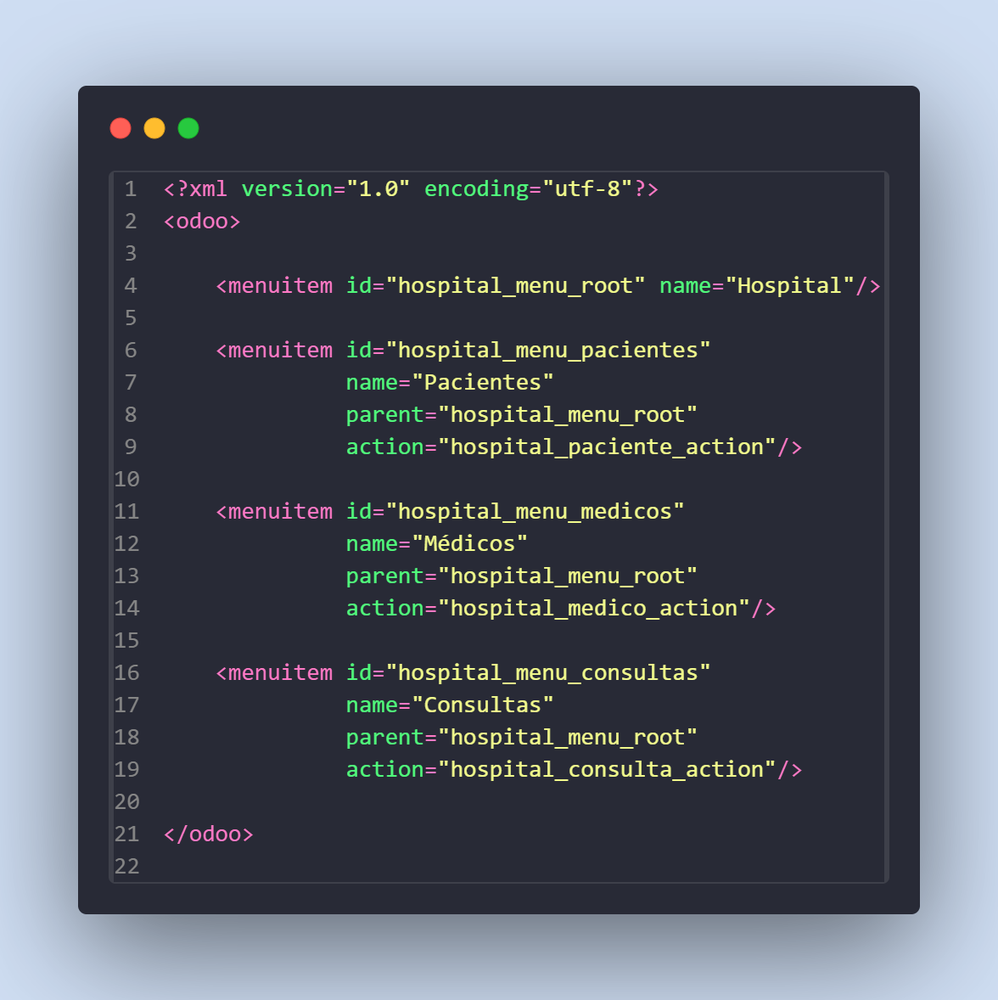 1 <?xml version="1.0" encoding="utf-8"?>
2 <odoo>
3
4     <menuitem id="hospital_menu_root" name="Hospital"/>
5
6     <menuitem id="hospital_menu_pacientes"
7               name="Pacientes"
8               parent="hospital_menu_root"
9               action="hospital_paciente_action"/>
10
11     <menuitem id="hospital_menu_medicos"
12               name="Médicos"
13               parent="hospital_menu_root"
14               action="hospital_medico_action"/>
15
16     <menuitem id="hospital_menu_consultas"
17               name="Consultas"
18               parent="hospital_menu_root"
19               action="hospital_consulta_action"/>
20
21 </odoo>
22